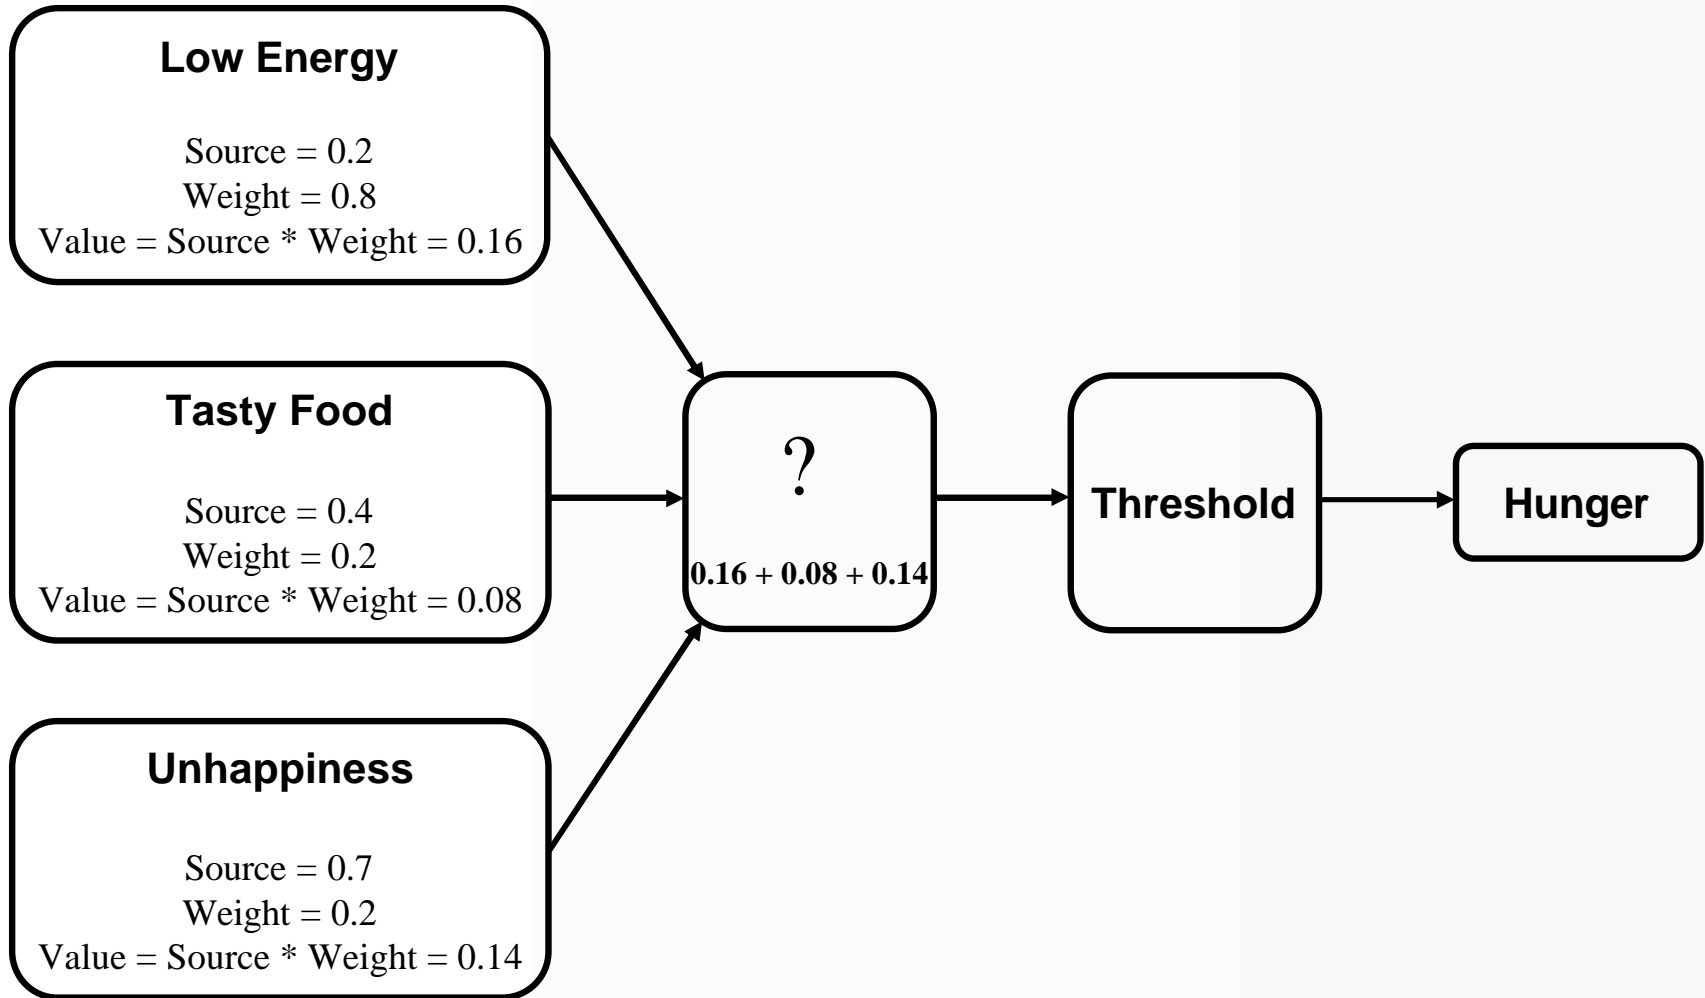 Low Energy
Source = 0.2
Weight = 0.8
Value = Source * Weight = 0.16
Tasty Food
Source = 0.4
Weight = 0.2
Value = Source * Weight = 0.08
Unhappiness
Source = 0.7
Weight = 0.2
Value = Source * Weight = 0.14
?
0.16 + 0.08 + 0.14
Threshold
Hunger